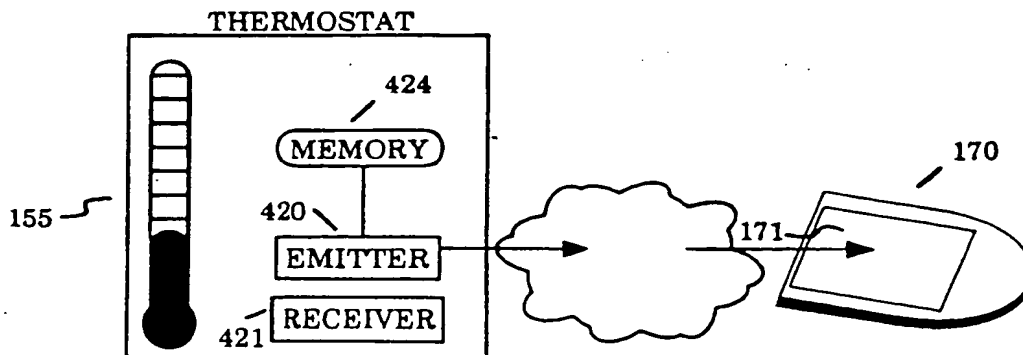 THERMOSTAT
424
MEMORY
170
155
420
171
EMITTER
421
RECEIVER